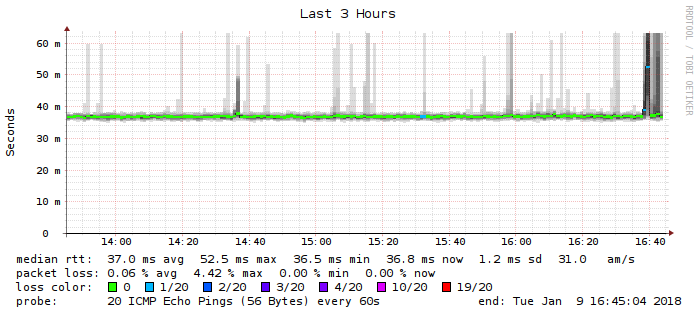 Last 3 Hours
RRDTOOL / TOBI OETIKER
Seconds
60 m
50 m
40 m
30 m
20 m
10 m
0
14:00 14:20 14:40 15:00 15:20 15:40 16:00 16:20 16:40
median rtt: 37.0 ms avg 52.5 ms max 36.5 ms min 36.8 ms now 1.2 ms sd 31.0 am/s
packet loss: 0.06 % avg 4.42 % max 0.00 % min 0.00 % now
loss color: 0 1/20 2/20 3/20 4/20 10/20 19/20
probe: 20 ICMP Echo Pings (56 Bytes) every 60s end: Tue Jan 9 16:45:04 2018